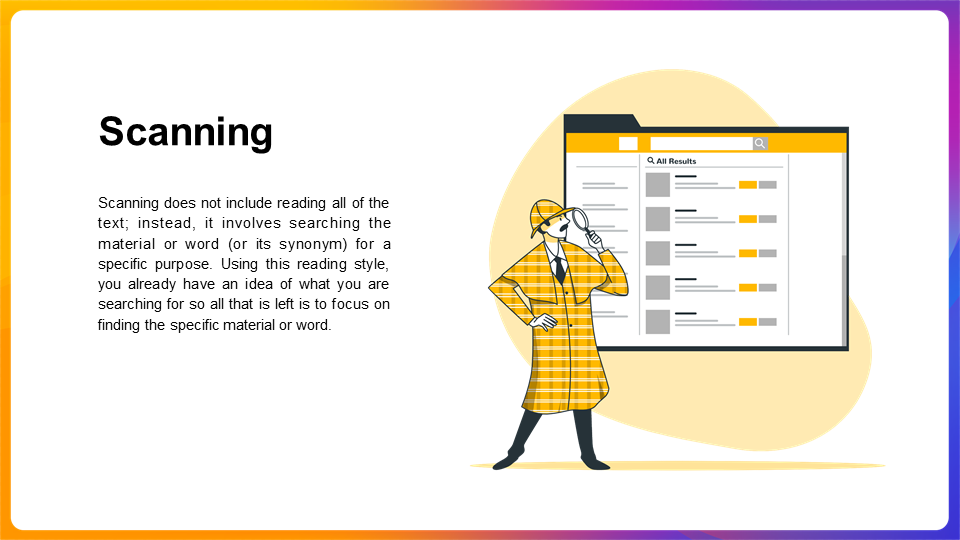 Scanning
Scanning does not include reading all of the
text; instead, it involves searching the
material or word (or its synonym) for a
specific purpose. Using this reading style,
you already have an idea of what you are
searching for so all that is left is to focus on
finding the specific material or word.
All Results